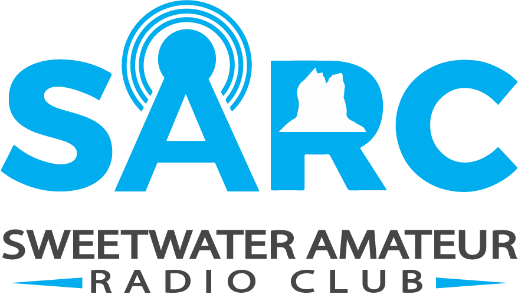 SARC
SWEETWATER AMATEUR
RADIO CLUB